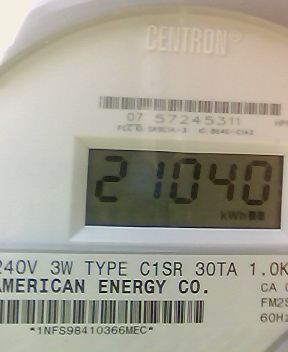 CENTRON®
07 57245311
21040
kWh
240V 3W TYPE C1SR 30TA 1.0K
AMERICAN ENERGY CO.
CA
FM2S
60Hz
*1NFS98410366MEC*